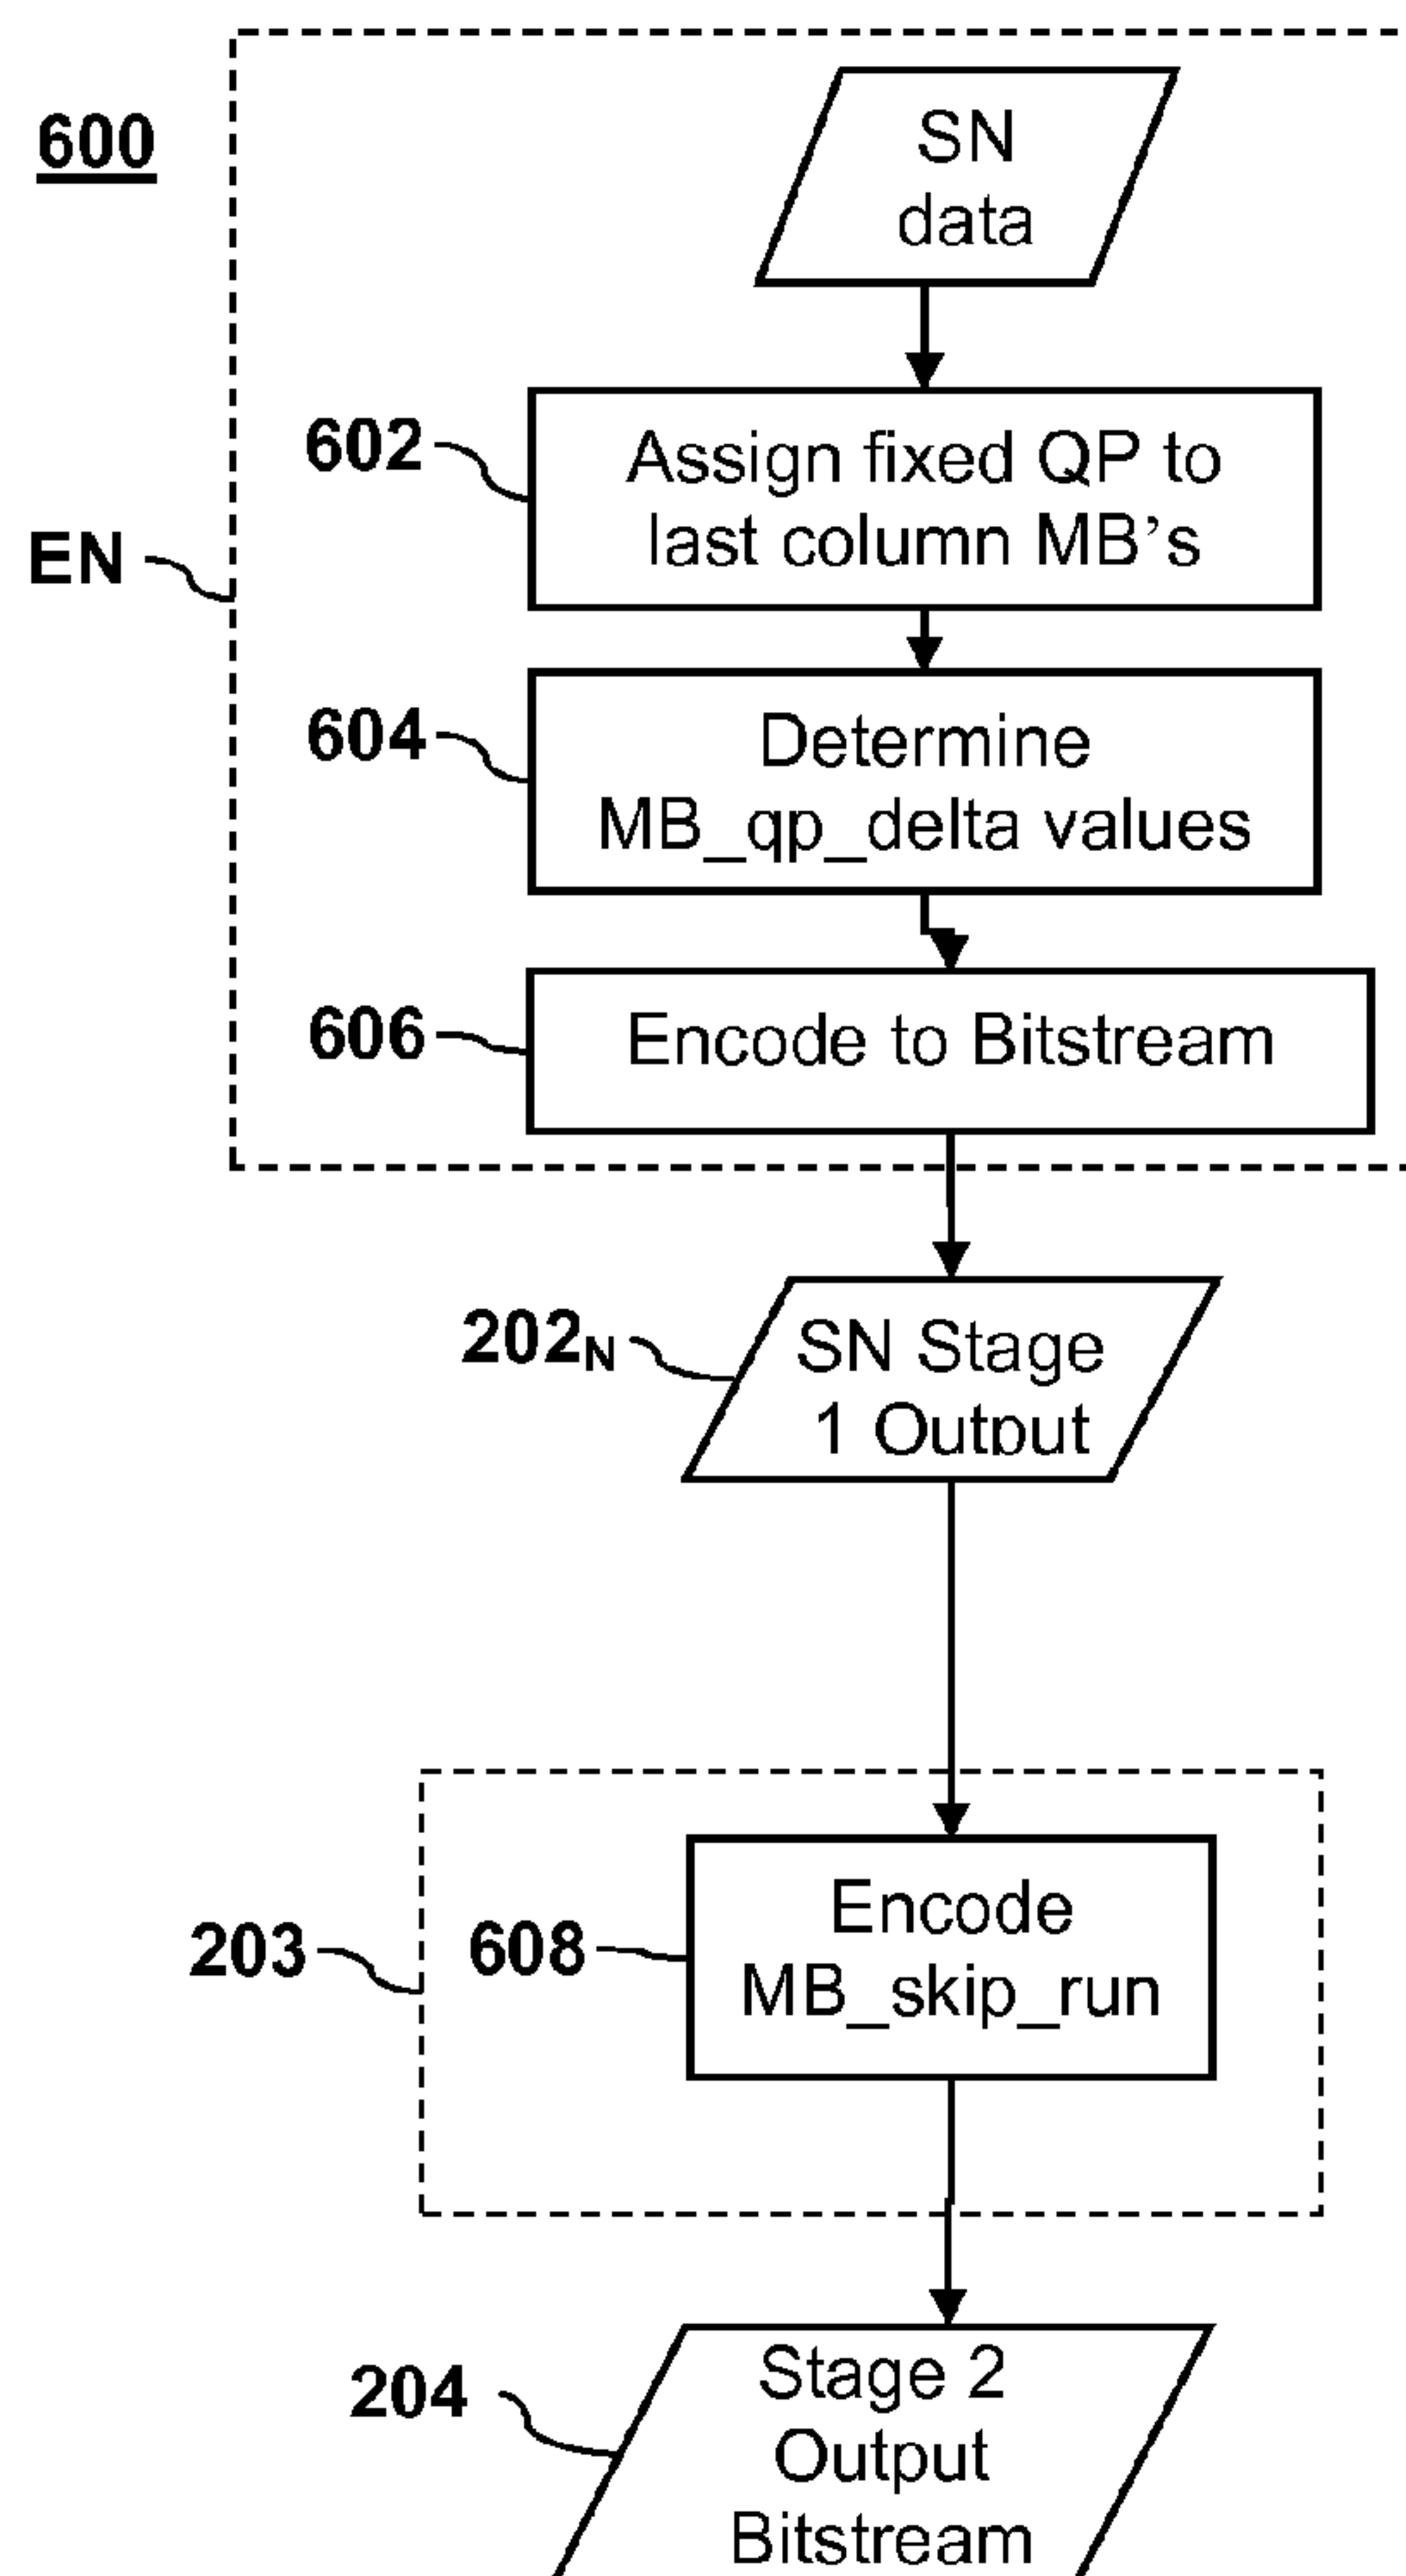 600
SN
data
602
Assign fixed QP to
last column MB's
EN
604
Determine
MB_qp_delta values
606
Encode to Bitstream
202N
SN Stage
1 Output
203
608
Encode
MB_skip_run
204
Stage 2
Output
Bitstream